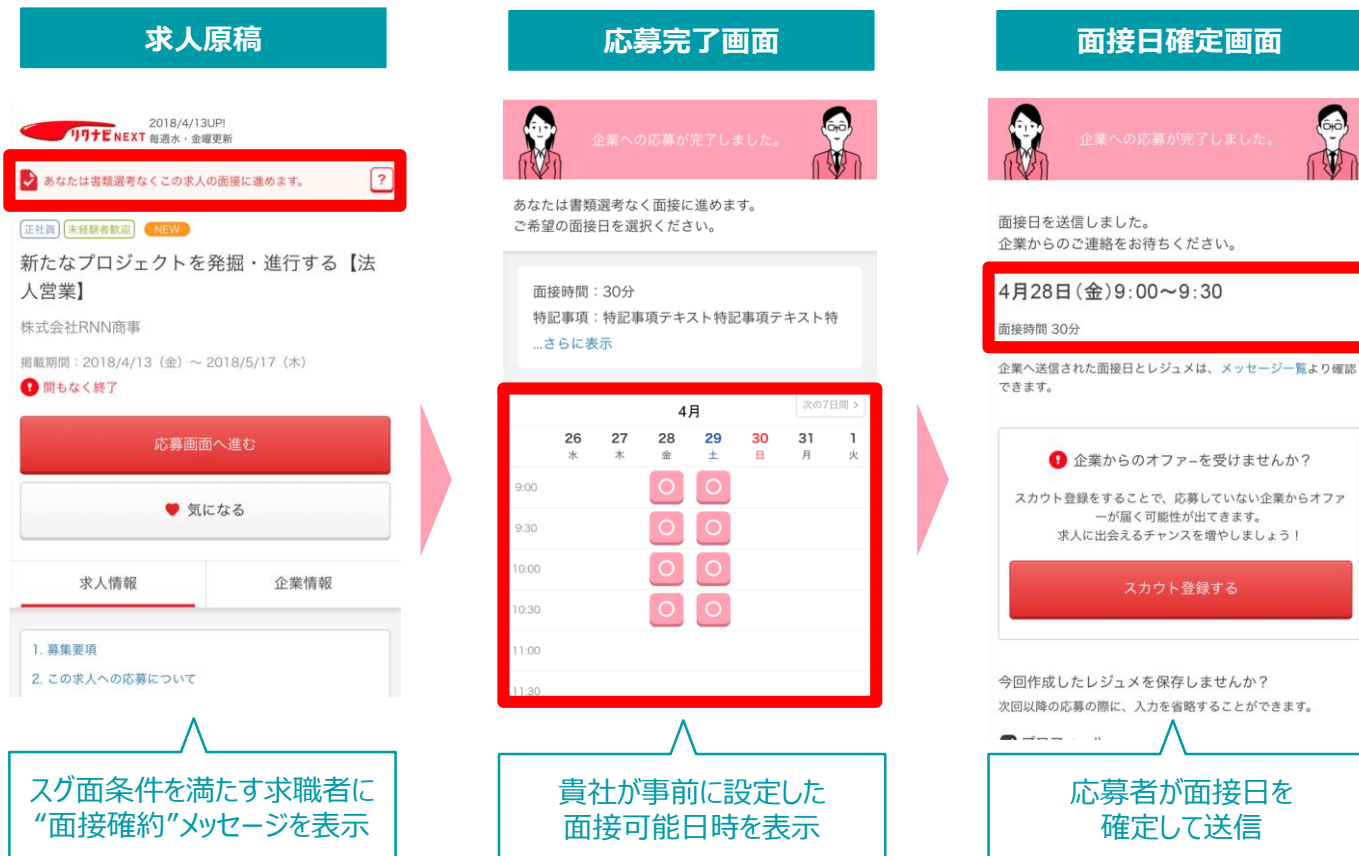 求人原稿
2018/4/13UP!
リクナビNEXT 毎週水・金曜更新
あなたは書類選考なくこの求人の面接に進めます。 ?
正社員 未経験者歓迎 NEW
新たなプロジェクトを発掘・進行する【法
人営業】
株式会社RNN商事
掲載期間：2018/4/13（金）～ 2018/5/17（木）
間もなく終了
応募画面へ進む
気になる
求人情報 企業情報
1. 募集要項
2. この求人への応募について
スグ面条件を満たす求職者に
“面接確約”メッセージを表示
応募完了画面
企業への応募が完了しました。
あなたは書類選考なく面接に進めます。
ご希望の面接日を選択ください。
面接時間：30分
特記事項：特記事項テキスト特記事項テキスト特
...さらに表示
4月 次の7日間 >
26 27 28 29 30 31 1
水 木 金 土 日 月 火
9:00
9:30
10:00
10:30
11:00
11:30
貴社が事前に設定した
面接可能日時を表示
面接日確定画面
企業への応募が完了しました。
面接日を送信しました。
企業からのご連絡をお待ちください。
4月28日(金)9:00～9:30
面接時間 30分
企業へ送信された面接日とレジュメは、メッセージ一覧より確認
できます。
企業からのオファーを受けませんか？
スカウト登録をすることで、応募していない企業からオファ
ーが届く可能性が出てきます。
求人に出会えるチャンスを増やしましょう！
スカウト登録する
今回作成したレジュメを保存しませんか？
次回以降の応募の際に、入力を省略することができます。
応募者が面接日を
確定して送信